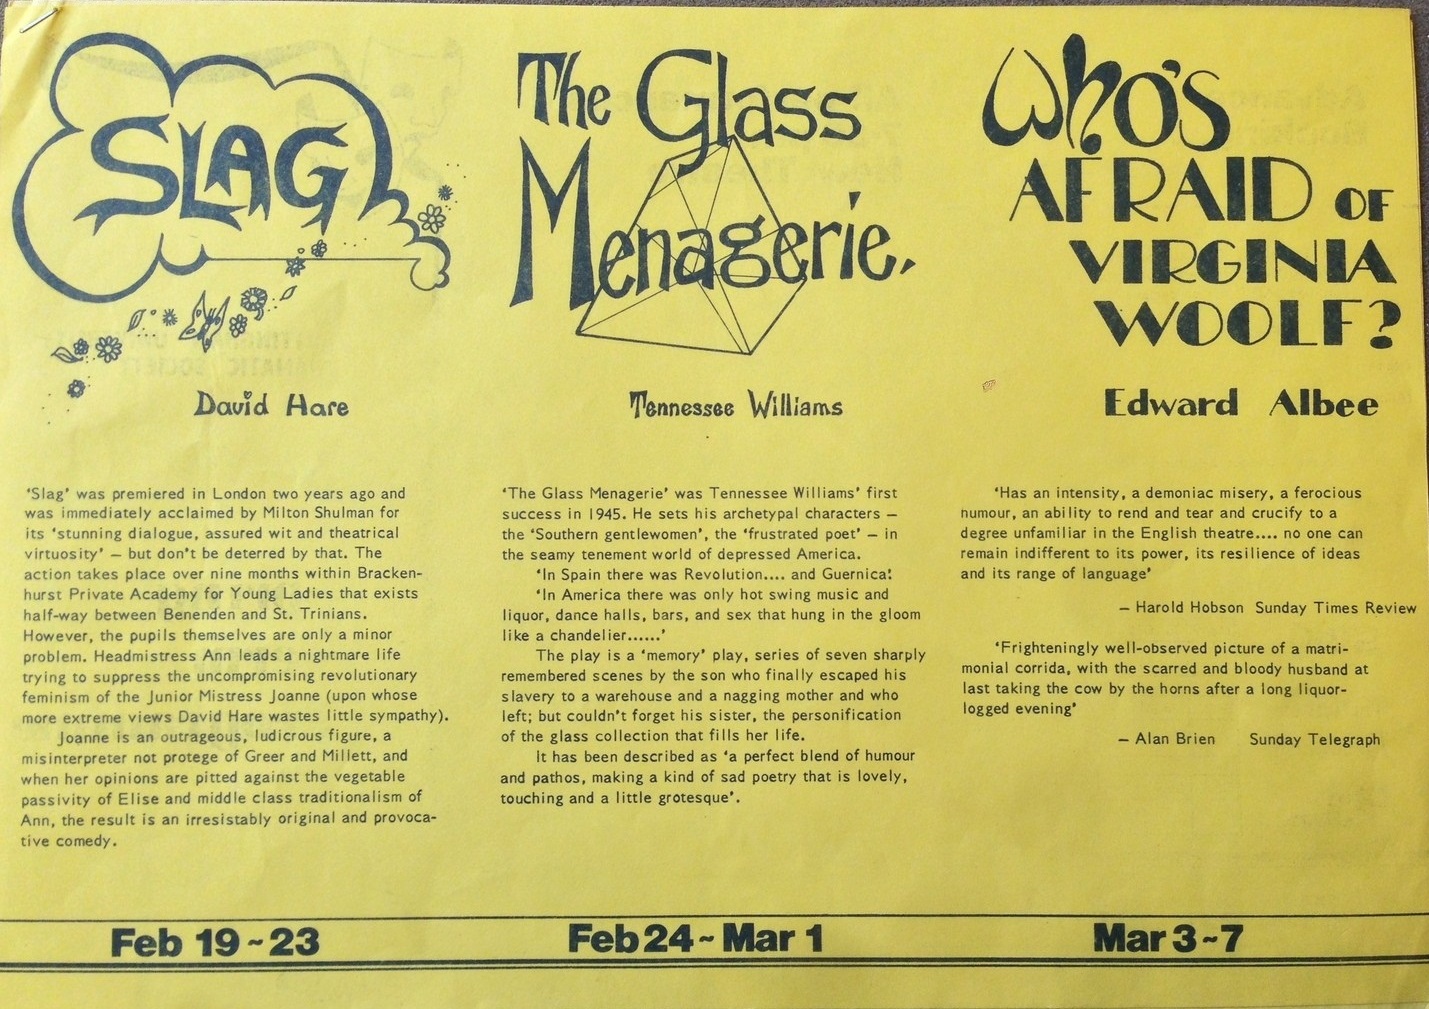 SLAG
David Hare
'Slag' was premiered in London two years ago and
was immediately acclaimed by Milton Shulman for
its 'stunning dialogue, assured wit and theatrical
virtuosity' – but don't be deterred by that. The
action takes place over nine months within Bracken-
hurst Private Academy for Young Ladies that exists
half-way between Benenden and St. Trinians.
However, the pupils themselves are only a minor
problem. Headmistress Ann leads a nightmare life
trying to suppress the uncompromising revolutionary
feminism of the Junior Mistress Joanne (upon whose
more extreme views David Hare wastes little sympathy).
Joanne is an outrageous, ludicrous figure, a
misinterpreter not protege of Greer and Millett, and
when her opinions are pitted against the vegetable
passivity of Elise and middle class traditionalism of
Ann, the result is an irresistably original and provoca-
tive comedy.
Feb 19~23
The Glass
Menagerie.
Tennessee Williams
'The Glass Menagerie' was Tennessee Williams' first
success in 1945. He sets his archetypal characters –
the 'Southern gentlewomen', the 'frustrated poet' – in
the seamy tenement world of depressed America.
'In Spain there was Revolution.... and Guernica!
'In America there was only hot swing music and
liquor, dance halls, bars, and sex that hung in the gloom
like a chandelier......'
The play is a 'memory' play, series of seven sharply
remembered scenes by the son who finally escaped his
slavery to a warehouse and a nagging mother and who
left; but couldn't forget his sister, the personification
of the glass collection that fills her life.
It has been described as 'a perfect blend of humour
and pathos, making a kind of sad poetry that is lovely,
touching and a little grotesque'.
Feb 24~Mar 1
Who's
AFRAID OF
VIRGINIA
WOOLF?
Edward Albee
'Has an intensity, a demoniac misery, a ferocious
humour, an ability to rend and tear and crucify to a
degree unfamiliar in the English theatre.... no one can
remain indifferent to its power, its resilience of ideas
and its range of language'
– Harold Hobson Sunday Times Review
'Frighteningly well-observed picture of a matri-
monial corrida, with the scarred and bloody husband at
last taking the cow by the horns after a long liquor-
logged evening'
– Alan Brien Sunday Telegraph
Mar 3~7